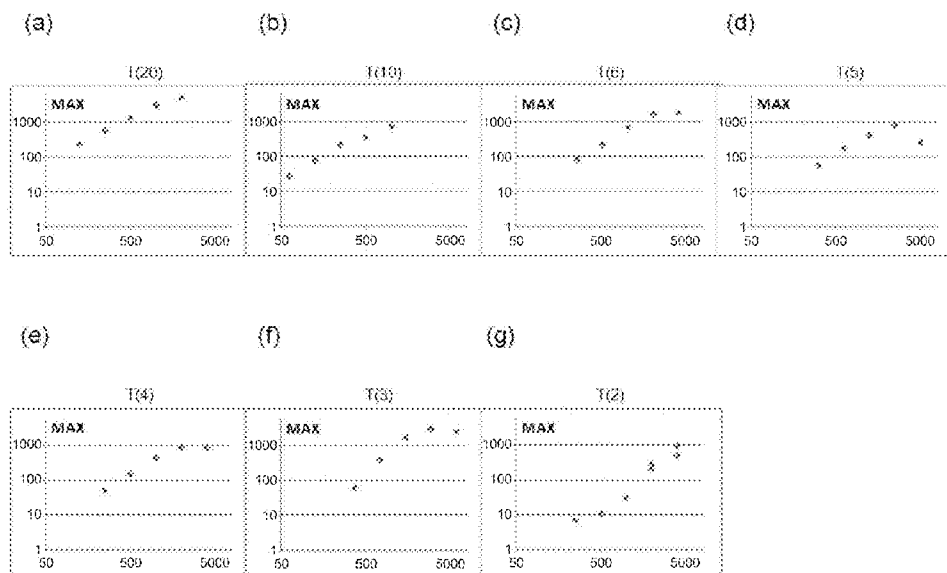 (a) (b) (c) (d)
T(20) T(10) T(6) T(5)
MAX MAX MAX MAX
1000 1000 1000 1000
100 100 100 100
10 10 10 10
1 1 1 1
50 500 5000 50 500 5000 50 500 5000 50 500 5000
(e) (f) (g)
T(4) T(3) T(2)
MAX MAX MAX
1000 1000 1000
100 100 100
10 10 10
1 1 1
50 500 5000 50 500 5000 50 500 5000